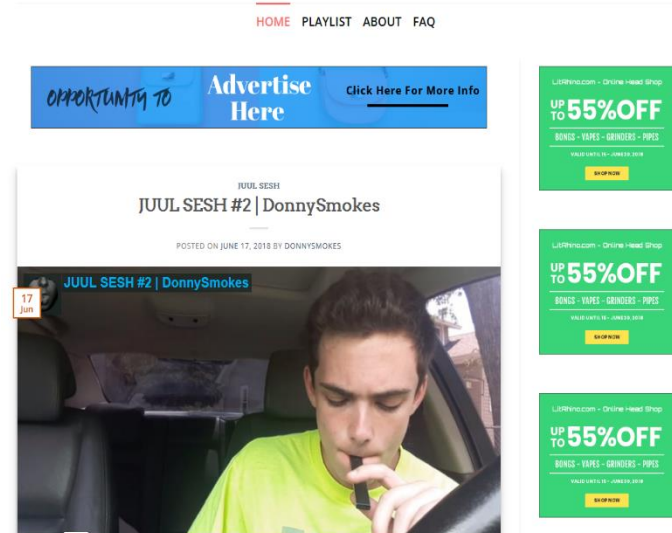 HOME PLAYLIST ABOUT FAQ
OPPORTUNITY TO
Advertise
Here
Click Here For More Info
JUUL SESH
JUUL SESH #2 | DonnySmokes
POSTED ON JUNE 17, 2018 BY DONNYSMOKES
JUUL SESH #2 | DonnySmokes
17
Jun
LitRhino.com - Online Head Shop
UP TO 55%OFF
BONGS - VAPES - GRINDERS - PIPES
SHOP NOW
LitRhino.com - Online Head Shop
UP TO 55%OFF
BONGS - VAPES - GRINDERS - PIPES
SHOP NOW
LitRhino.com - Online Head Shop
UP TO 55%OFF
BONGS - VAPES - GRINDERS - PIPES
SHOP NOW